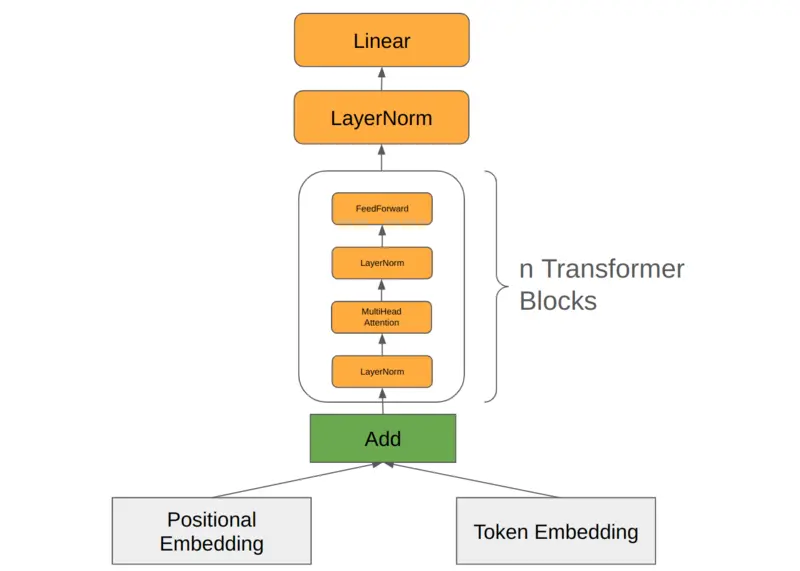 Linear
LayerNorm
FeedForward
LayerNorm
MultiHead
Attention
LayerNorm
n Transformer
Blocks
Add
Positional
Embedding
Token Embedding